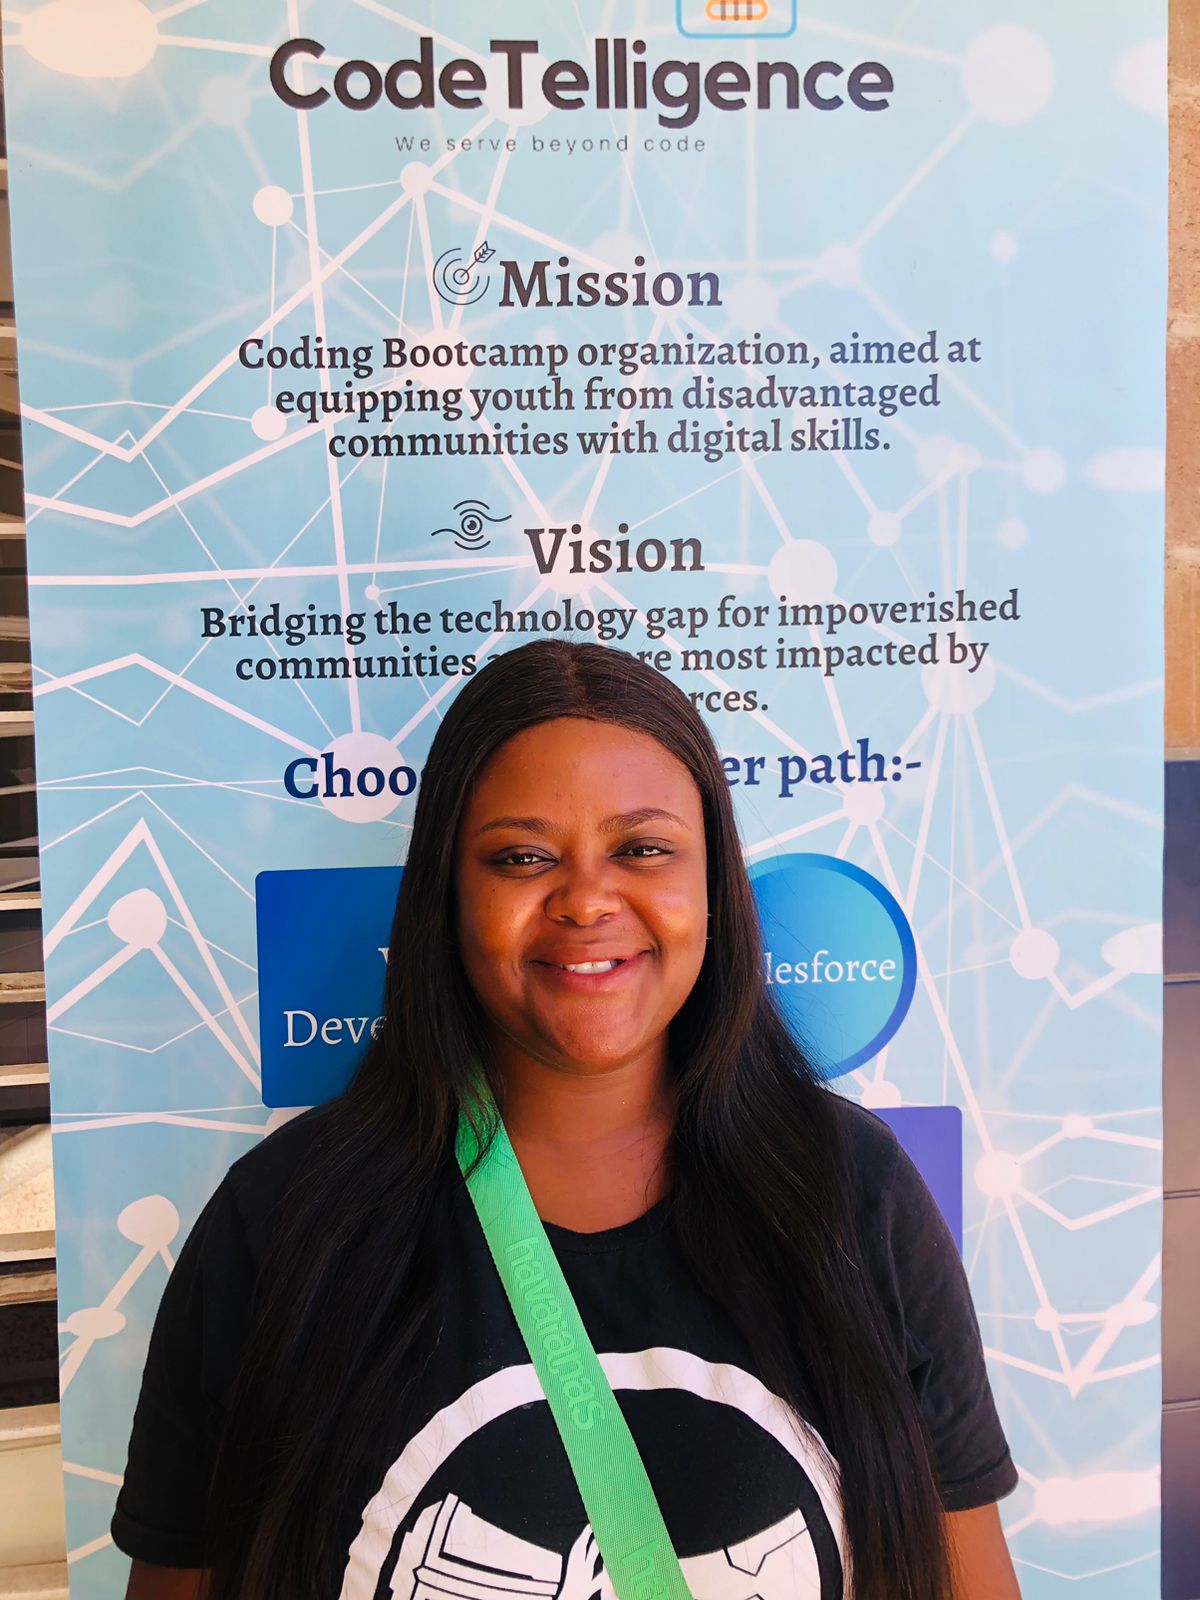 CodeTelligence
We serve beyond code
Mission
Coding Bootcamp organization, aimed at
equipping youth from disadvantaged
communities with digital skills.
Vision
Bridging the technology gap for impoverished
communities re most impacted by
rces.
Choo er path:-
Deve
lesforce
havaianas
ha